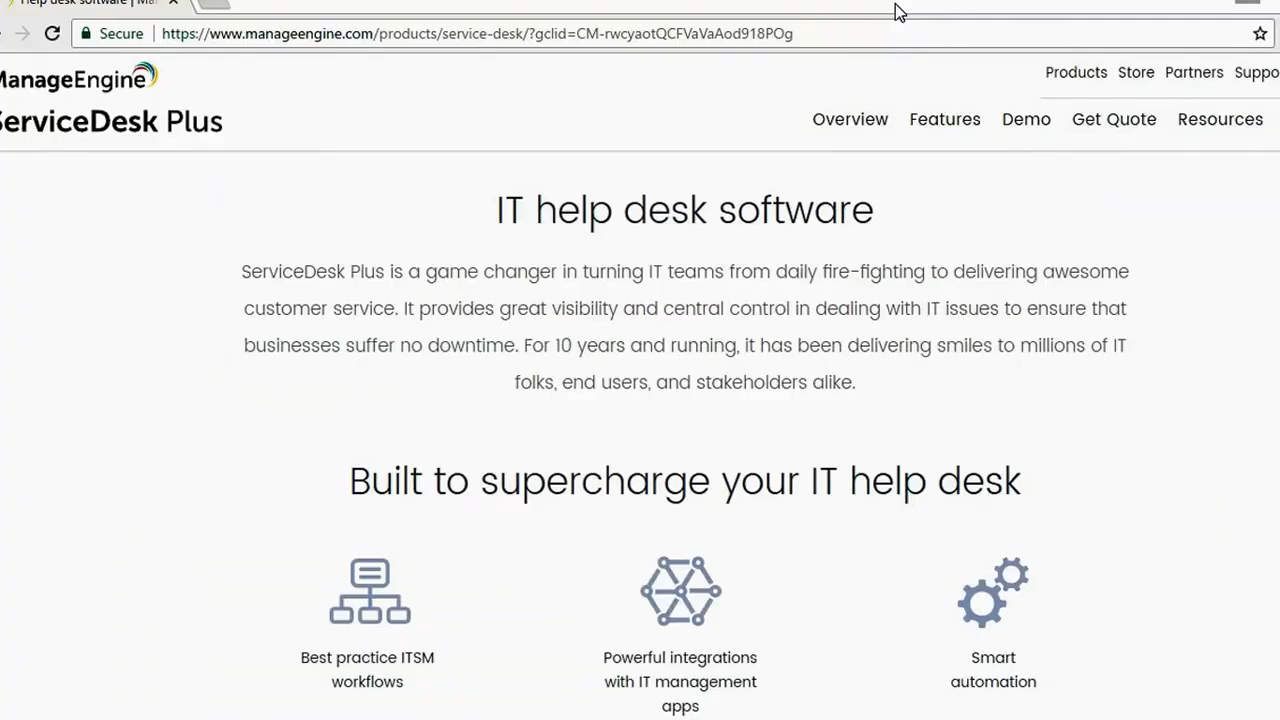 Help desk software | Ma
Secure https://www.manageengine.com/products/service-desk/?gclid=CM-rwcyaotQCFVaVaAod918POg
ManageEngine
Products Store Partners Suppo
ServiceDesk Plus
Overview Features Demo Get Quote Resources
IT help desk software
ServiceDesk Plus is a game changer in turning IT teams from daily fire-fighting to delivering awesome
customer service. It provides great visibility and central control in dealing with IT issues to ensure that
businesses suffer no downtime. For 10 years and running, it has been delivering smiles to millions of IT
folks, end users, and stakeholders alike.
Built to supercharge your IT help desk
Best practice ITSM
workflows
Powerful integrations
with IT management
apps
Smart
automation